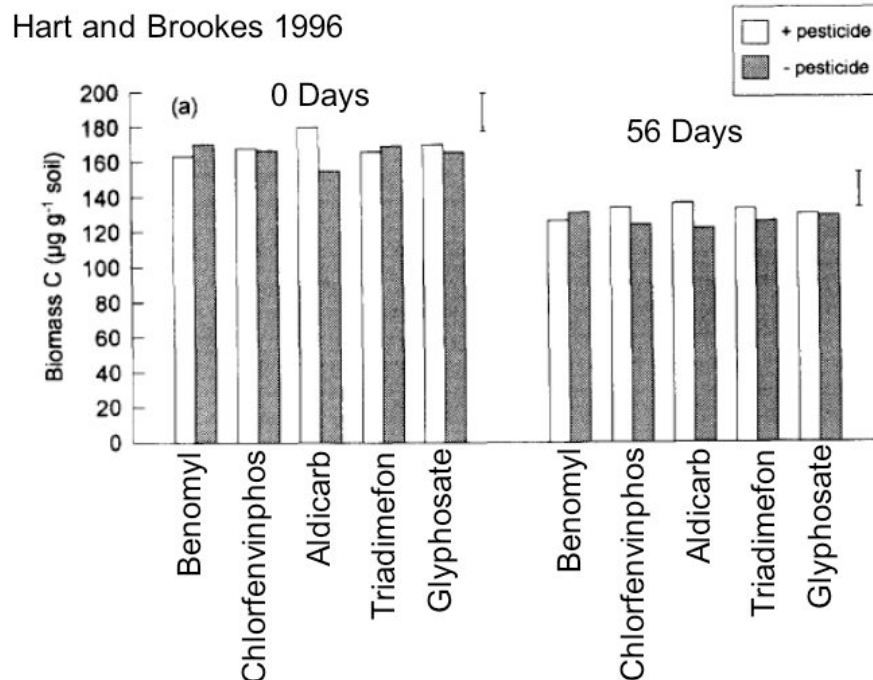 Hart and Brookes 1996
+ pesticide
- pesticide
(a)
0 Days
56 Days
Biomass C (µg g⁻¹ soil)
200
180
160
140
120
100
80
60
40
20
0
Benomyl
Chlorfenvinphos
Aldicarb
Triadimefon
Glyphosate
Benomyl
Chlorfenvinphos
Aldicarb
Triadimefon
Glyphosate